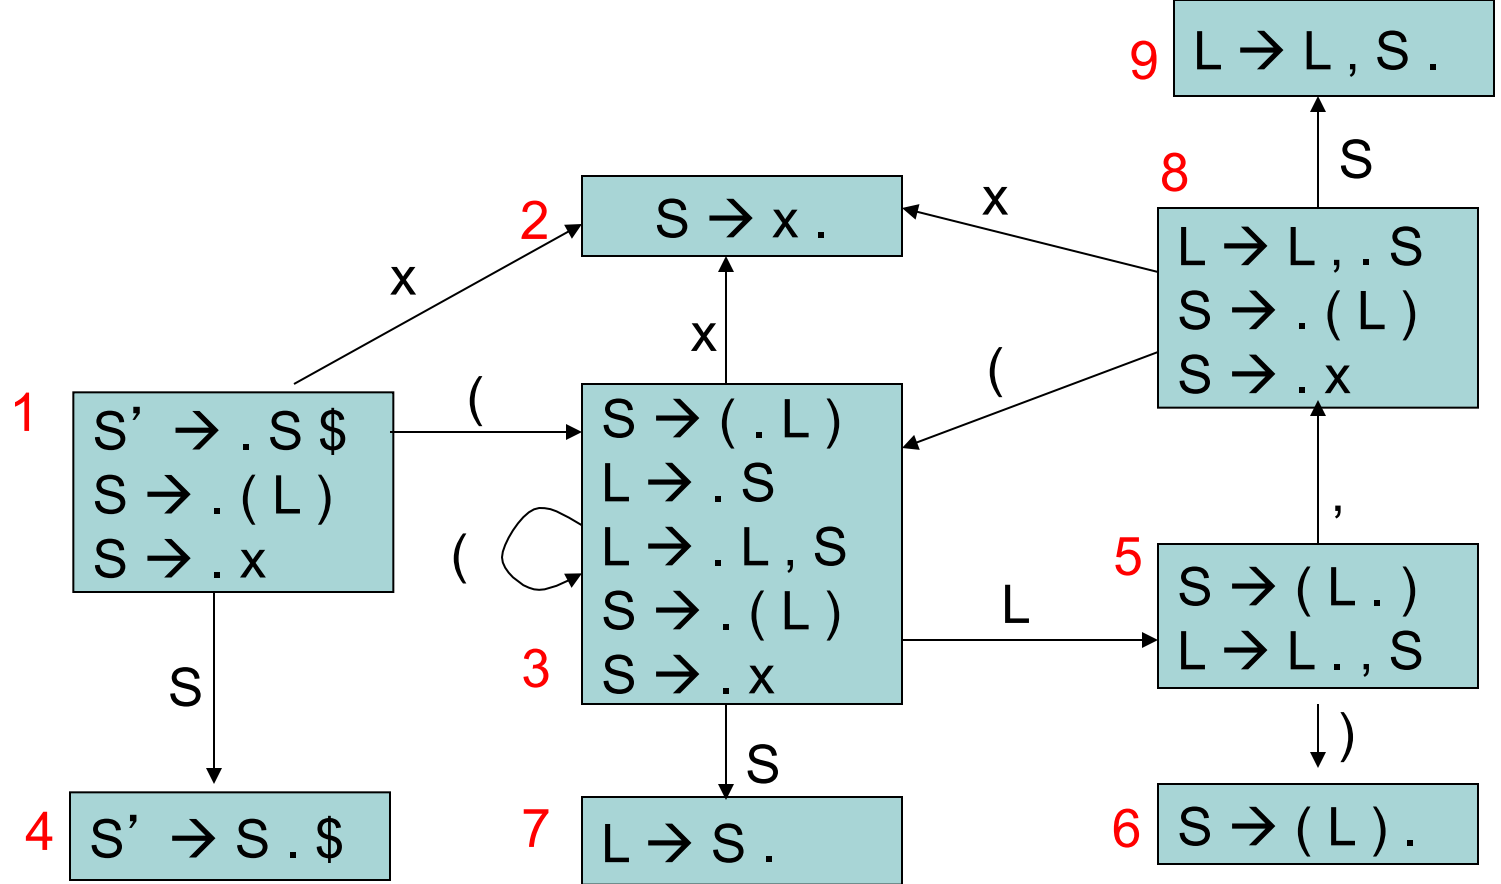 9
L → L , S .
S
8
L → L , . S
S → . ( L )
S → . x
x
(
2
S → x .
x
x
1
S’ → . S $
S → . ( L )
S → . x
(
S
3
S → ( . L )
L → . S
L → . L , S
S → . ( L )
S → . x
(
L
,
5
S → ( L . )
L → L . , S
)
S
4
S’ → S . $
7
L → S .
6
S → ( L ) .